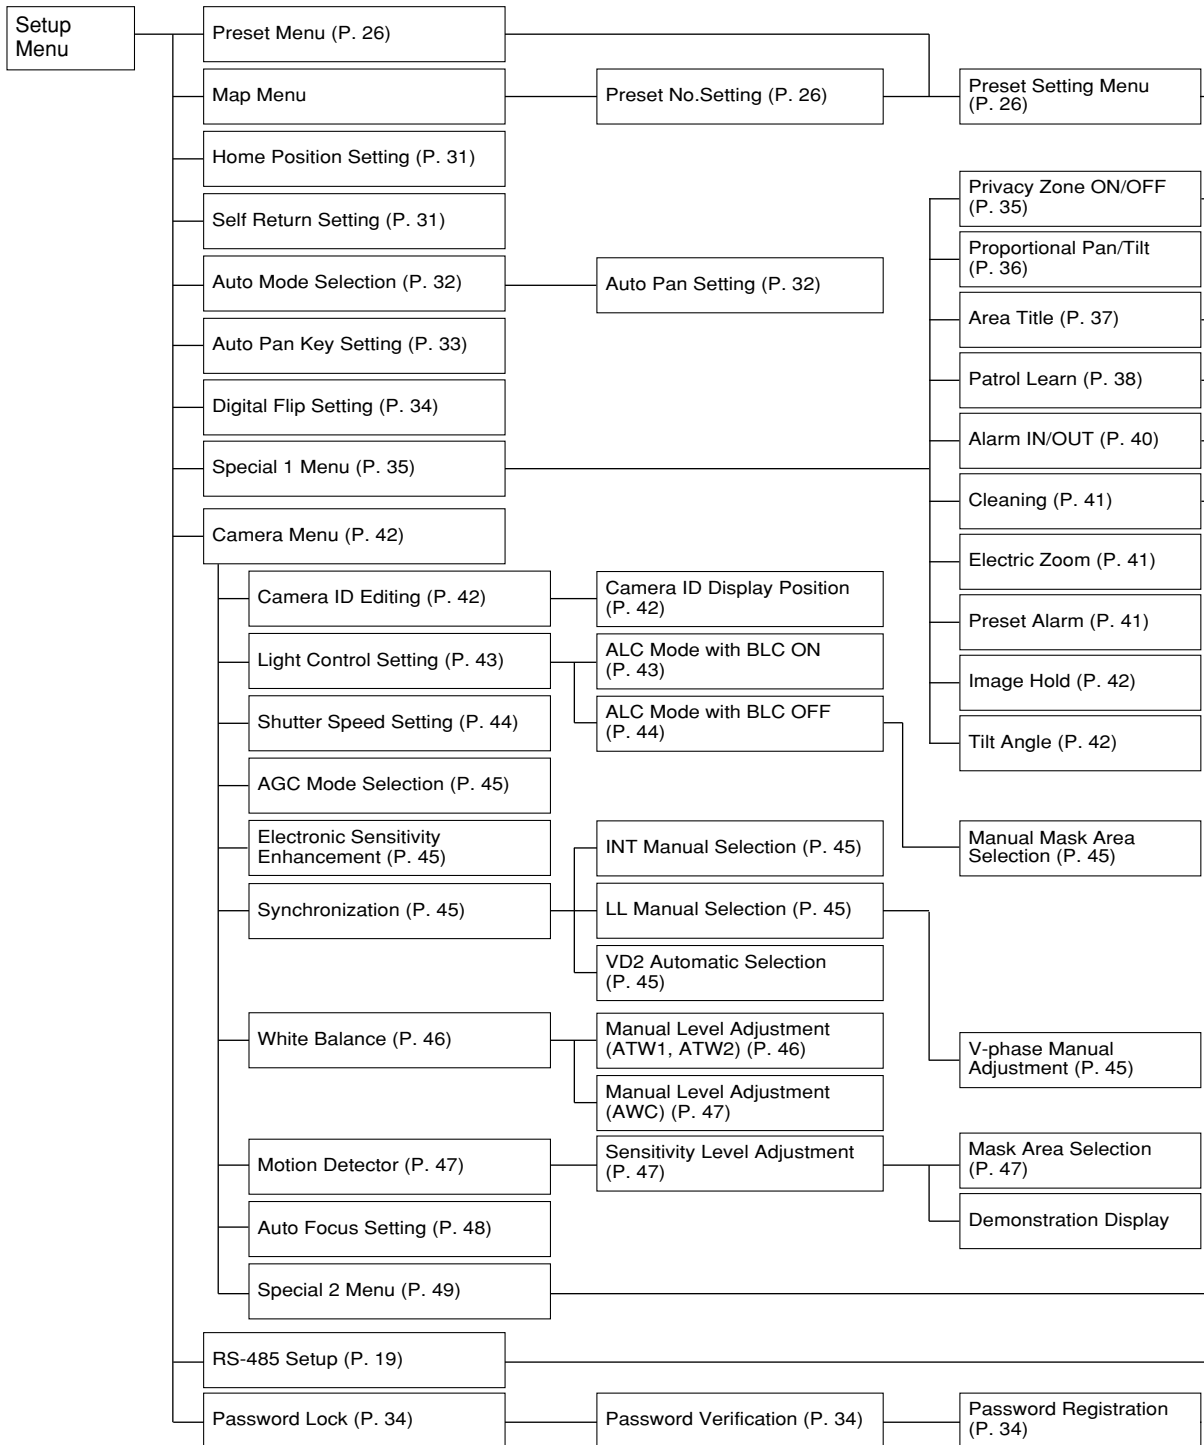 Setup
Menu
Preset Menu (P. 26)
Map Menu
Preset No.Setting (P. 26)
Preset Setting Menu
(P. 26)
Home Position Setting (P. 31)
Self Return Setting (P. 31)
Auto Mode Selection (P. 32)
Auto Pan Setting (P. 32)
Auto Pan Key Setting (P. 33)
Digital Flip Setting (P. 34)
Special 1 Menu (P. 35)
Privacy Zone ON/OFF
(P. 35)
Proportional Pan/Tilt
(P. 36)
Area Title (P. 37)
Patrol Learn (P. 38)
Alarm IN/OUT (P. 40)
Cleaning (P. 41)
Electric Zoom (P. 41)
Preset Alarm (P. 41)
Image Hold (P. 42)
Tilt Angle (P. 42)
Camera Menu (P. 42)
Camera ID Editing (P. 42)
Camera ID Display Position
(P. 42)
Light Control Setting (P. 43)
ALC Mode with BLC ON
(P. 43)
ALC Mode with BLC OFF
(P. 44)
Manual Mask Area
Selection (P. 45)
Shutter Speed Setting (P. 44)
AGC Mode Selection (P. 45)
Electronic Sensitivity
Enhancement (P. 45)
Synchronization (P. 45)
INT Manual Selection (P. 45)
LL Manual Selection (P. 45)
VD2 Automatic Selection
(P. 45)
V-phase Manual
Adjustment (P. 45)
White Balance (P. 46)
Manual Level Adjustment
(ATW1, ATW2) (P. 46)
Manual Level Adjustment
(AWC) (P. 47)
Motion Detector (P. 47)
Sensitivity Level Adjustment
(P. 47)
Mask Area Selection
(P. 47)
Demonstration Display
Auto Focus Setting (P. 48)
Special 2 Menu (P. 49)
RS-485 Setup (P. 19)
Password Lock (P. 34)
Password Verification (P. 34)
Password Registration
(P. 34)